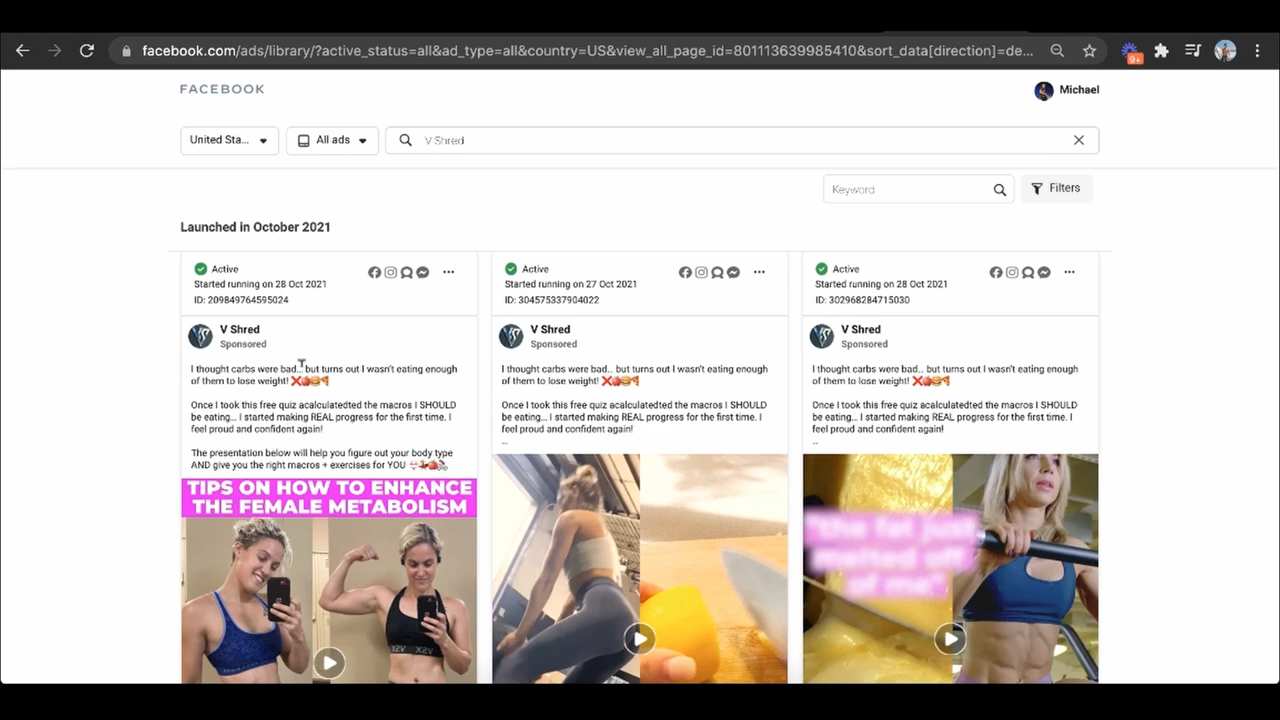 facebook.com/ads/library/?active_status=all&ad_type=all&country=US&view_all_page_id=801113639985410&sort_data[direction]=de...
9+
FACEBOOK
Michael
United Sta...
All ads
V Shred
Keyword
Filters
Launched in October 2021
Active
Started running on 28 Oct 2021
ID: 209849764595024
V Shred
Sponsored
I thought carbs were bad... but turns out I wasn't eating enough
of them to lose weight! ❌🍎🍔🍕
Once I took this free quiz acalculatedted the macros I SHOULD
be eating... I started making REAL progress for the first time. I
feel proud and confident again!
The presentation below will help you figure out your body type
AND give you the right macros + exercises for YOU
TIPS ON HOW TO ENHANCE
THE FEMALE METABOLISM
VSX
Active
Started running on 27 Oct 2021
ID: 304575337904022
V Shred
Sponsored
I thought carbs were bad... but turns out I wasn't eating enough
of them to lose weight! ❌🍎🍔🍕
Once I took this free quiz acalculatedted the macros I SHOULD
be eating... I started making REAL progress for the first time. I
feel proud and confident again!
...
Active
Started running on 28 Oct 2021
ID: 302968284715030
V Shred
Sponsored
I thought carbs were bad... but turns out I wasn't eating enough
of them to lose weight! ❌🍎🍔🍕
Once I took this free quiz acalculatedted the macros I SHOULD
be eating... I started making REAL progress for the first time. I
feel proud and confident again!
...
"the fat just
melted off
of me"